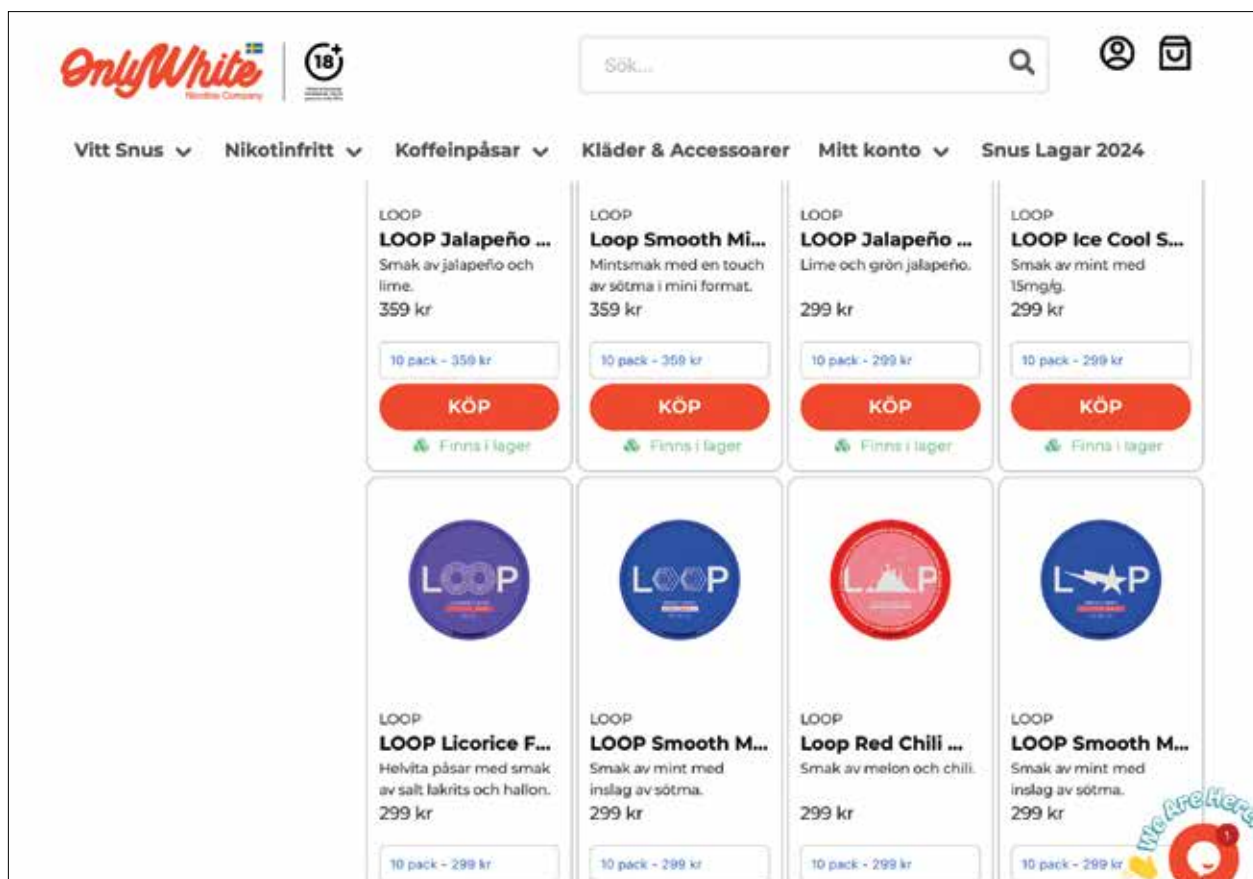 OnlyWhite
Nicotine Company
18+
Sök...
Vitt Snus
Nikotinfritt
Koffeinpåsar
Kläder & Accessoarer
Mitt konto
Snus Lagar 2024
LOOP
LOOP Jalapeño ...
Smak av jalapeño och
lime.
359 kr
10 pack - 359 kr
KÖP
Finns i lager
LOOP
Loop Smooth Mi...
Mintsmak med en touch
av sötma i mini format.
359 kr
10 pack - 359 kr
KÖP
Finns i lager
LOOP
LOOP Jalapeño ...
Lime och grön jalapeño.
299 kr
10 pack - 299 kr
KÖP
Finns i lager
LOOP
LOOP Ice Cool S...
Smak av mint med
15mg/g.
299 kr
10 pack - 299 kr
KÖP
Finns i lager
LOOP
LOOP
LOOP Licorice F...
Helvita påsar med smak
av salt lakrits och hallon.
299 kr
10 pack - 299 kr
LOOP
LOOP
LOOP Smooth M...
Smak av mint med
inslag av sötma.
299 kr
10 pack - 299 kr
LOOP
LOOP
Loop Red Chili ...
Smak av melon och chili.
299 kr
10 pack - 299 kr
LOOP
LOOP
LOOP Smooth M...
Smak av mint med
inslag av sötma.
299 kr
10 pack - 299 kr
We Are Here
1